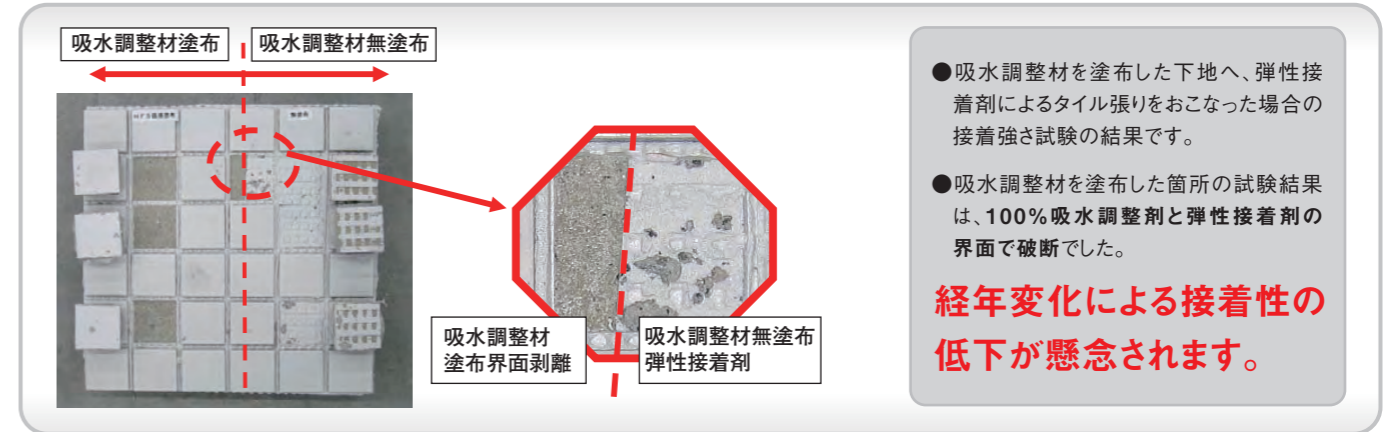 吸水調整材塗布
吸水調整材無塗布
吸水調整材
塗布界面剥離
吸水調整材無塗布
弾性接着剤
●吸水調整材を塗布した下地へ、弾性接
着剤によるタイル張りをおこなった場合の
接着強さ試験の結果です。
●吸水調整材を塗布した箇所の試験結果
は、100%吸水調整剤と弾性接着剤の
界面で破断でした。
経年変化による接着性の
低下が懸念されます。